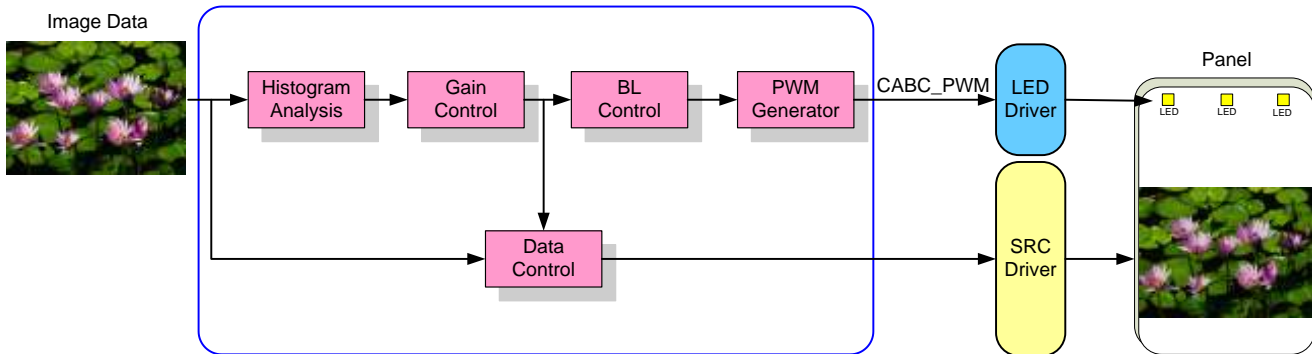 Image Data
Histogram
Analysis
Gain
Control
BL
Control
PWM
Generator
CABC_PWM
LED
Driver
Panel
LED
LED
LED
Data
Control
SRC
Driver